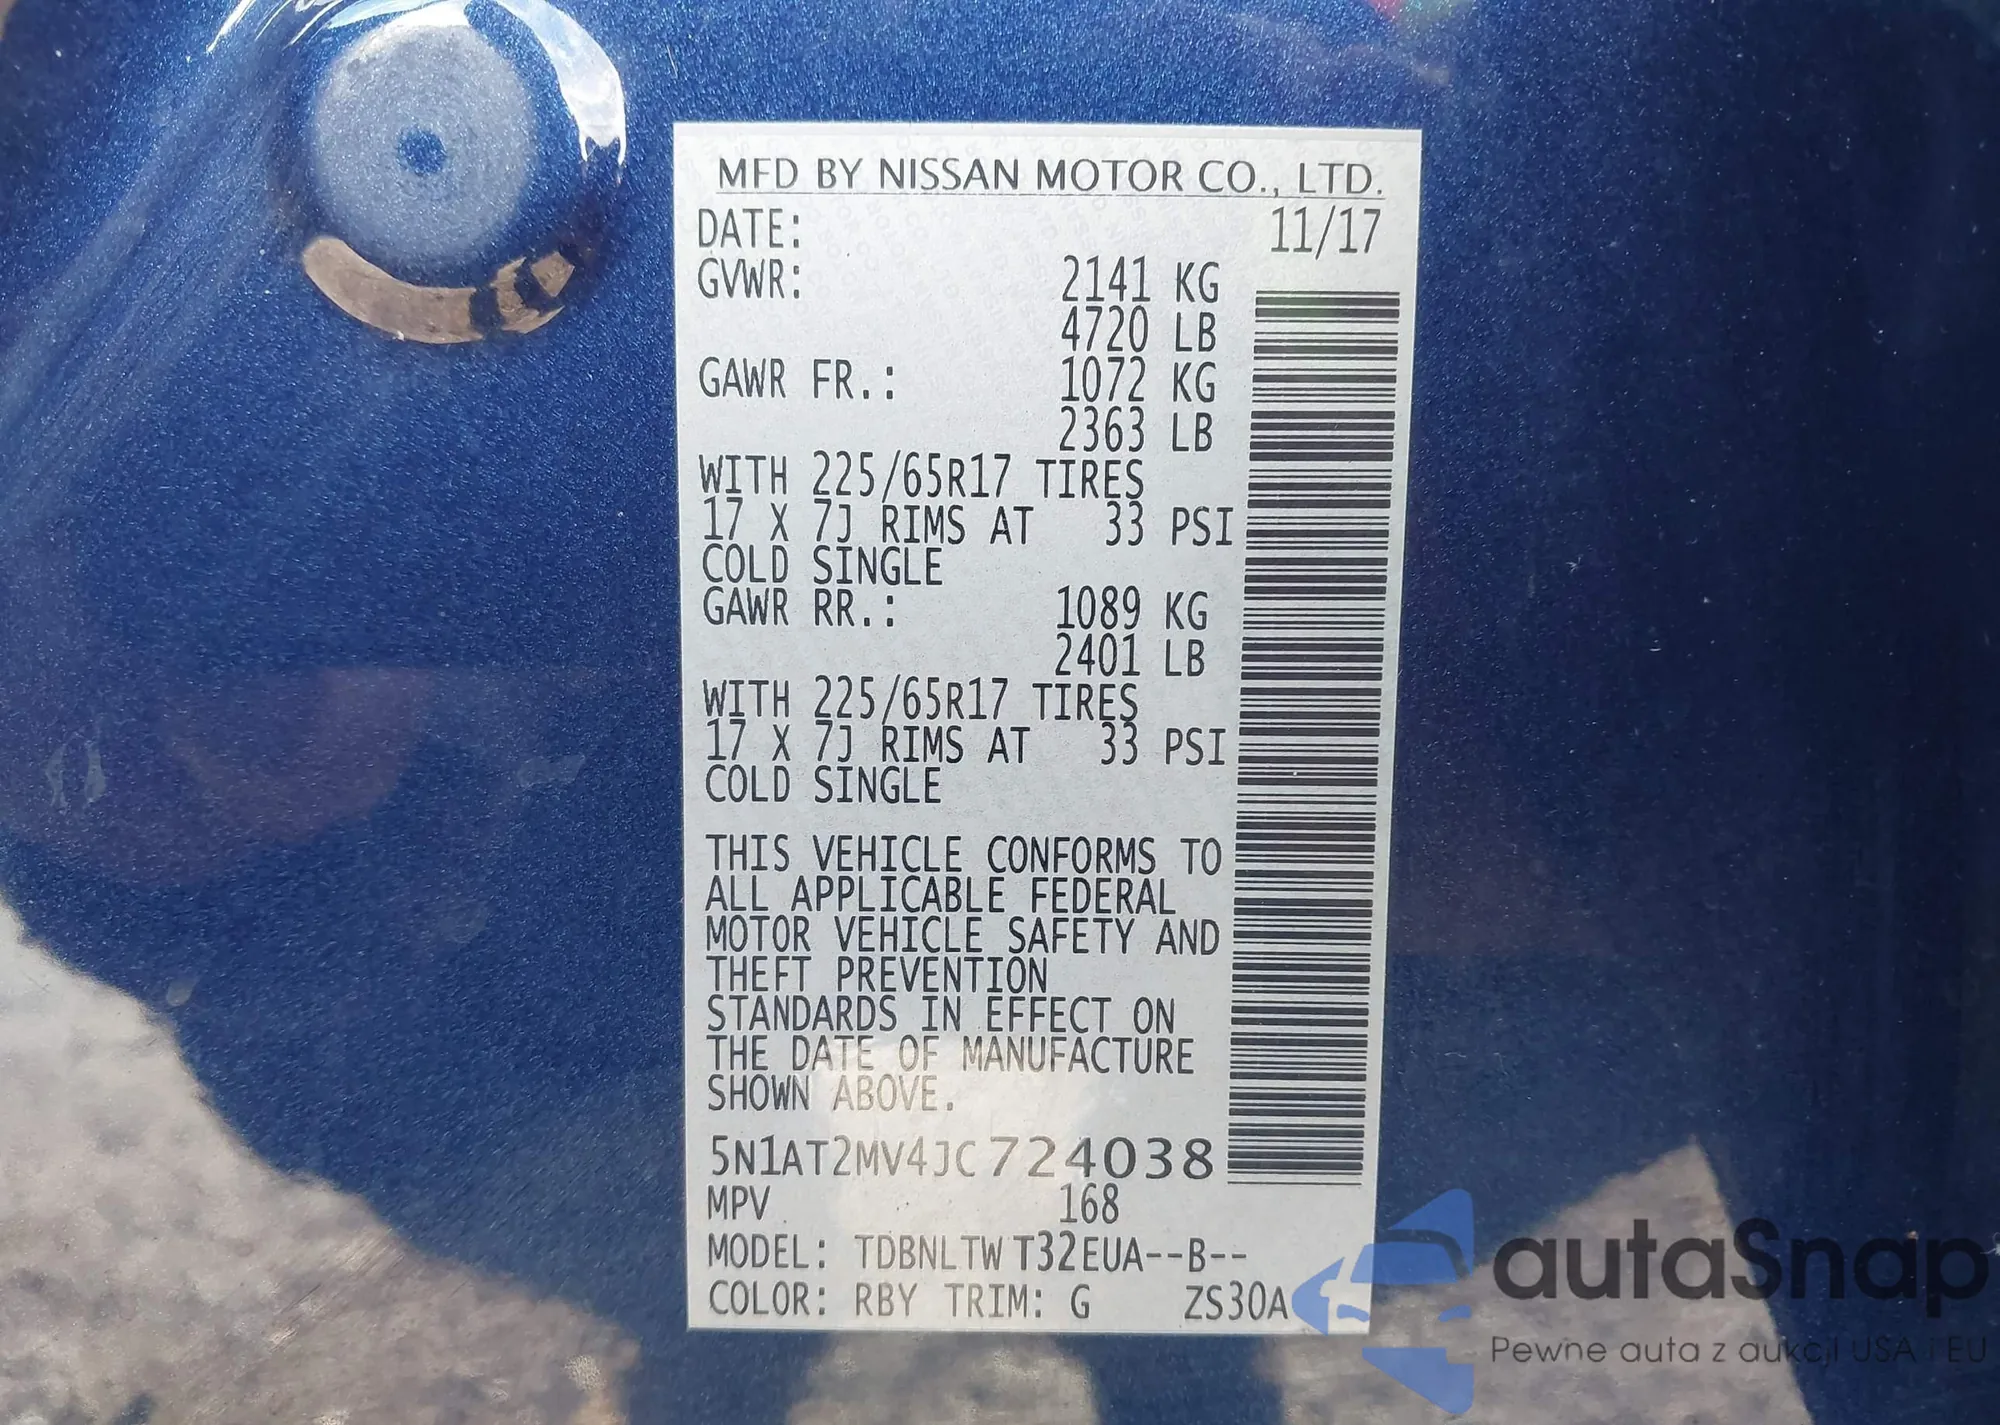 MFD BY NISSAN MOTOR CO., LTD.
DATE: 11/17
GVWR: 2141 KG
4720 LB
GAWR FR.: 1072 KG
2363 LB
WITH 225/65R17 TIRES
17 X 7J RIMS AT 33 PSI
COLD SINGLE
GAWR RR.: 1089 KG
2401 LB
WITH 225/65R17 TIRES
17 X 7J RIMS AT 33 PSI
COLD SINGLE
THIS VEHICLE CONFORMS TO
ALL APPLICABLE FEDERAL
MOTOR VEHICLE SAFETY AND
THEFT PREVENTION
STANDARDS IN EFFECT ON
THE DATE OF MANUFACTURE
SHOWN ABOVE.
5N1AT2MV4JC724038
MPV 168
MODEL: TDBNLTWT32EUA--B--
COLOR: RBY TRIM: G ZS30A
autaSnap
Pewne auta z aukcji USA i EU